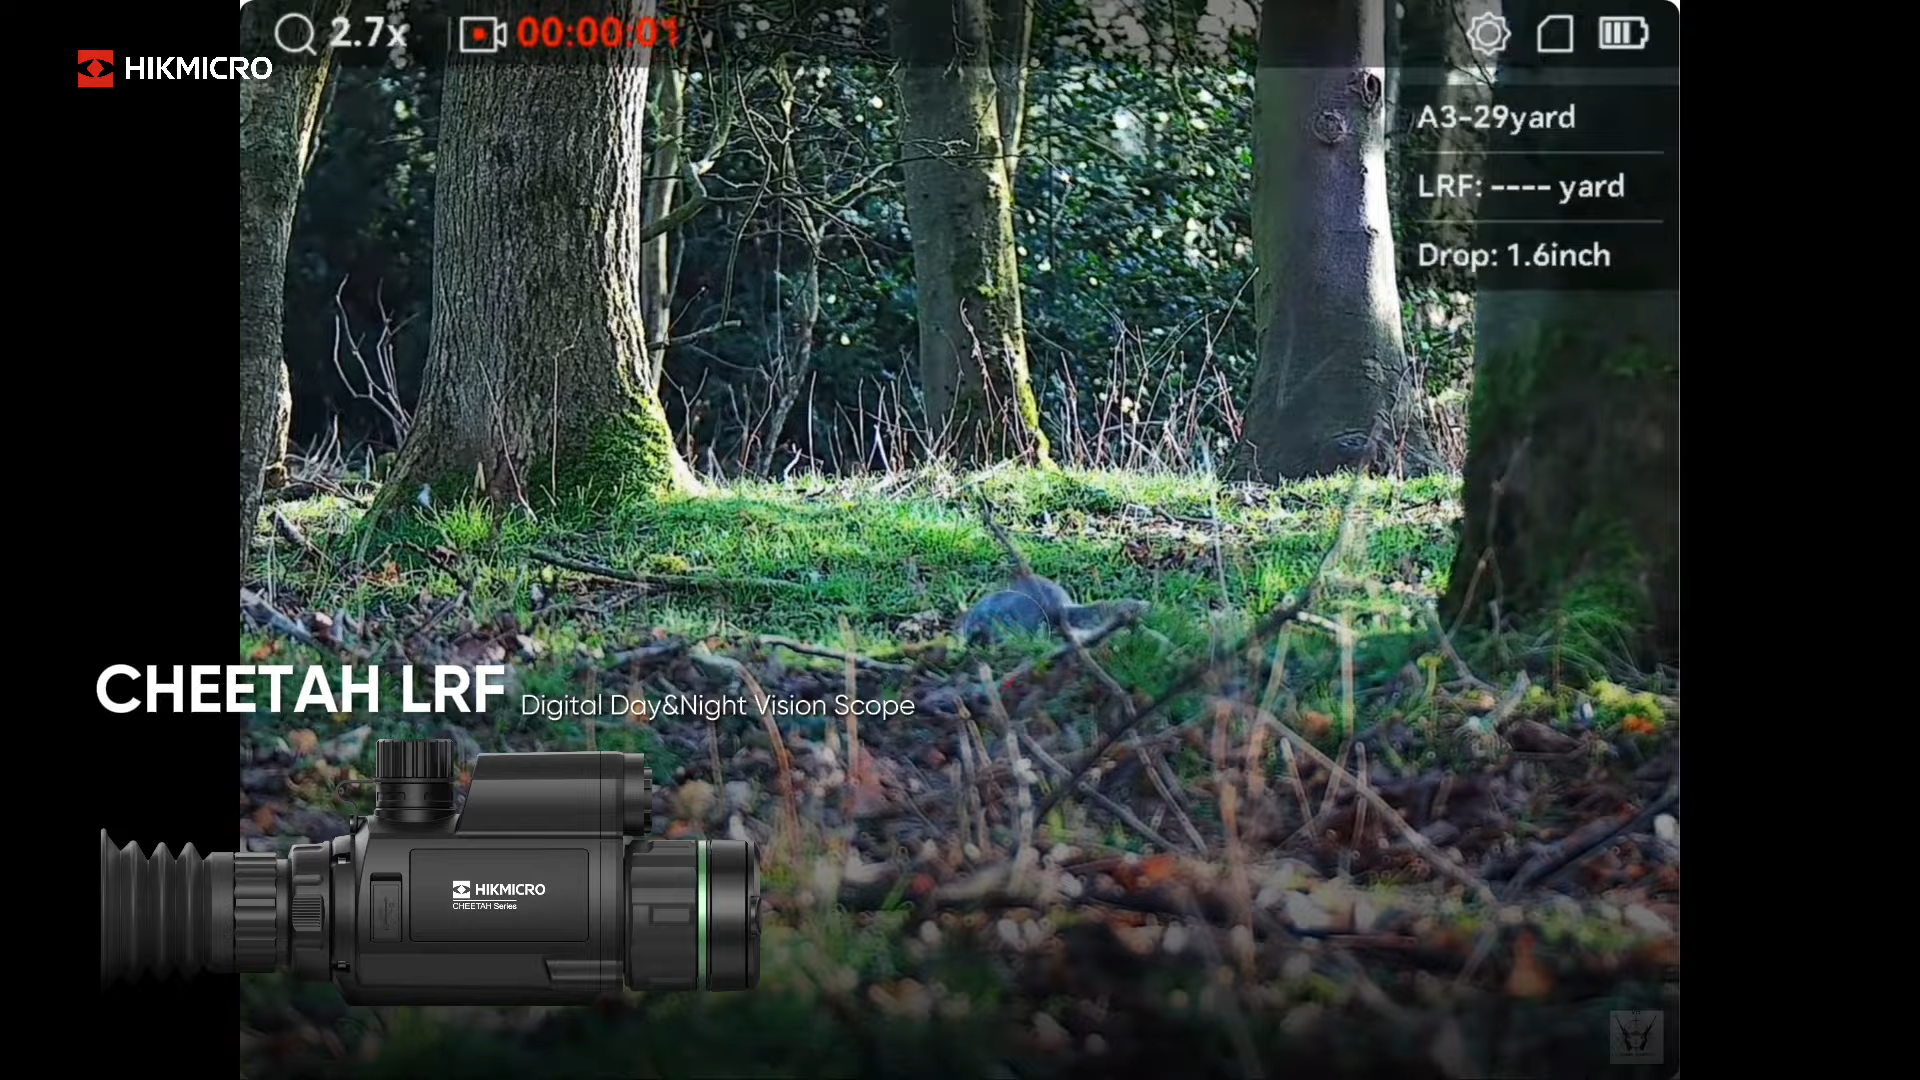 2.7x
00:00:01
HIKMICRO
A3-29yard
LRF: ---- yard
Drop: 1.6inch
CHEETAH LRF Digital Day&Night Vision Scope
HIKMICRO
CHEETAH Series